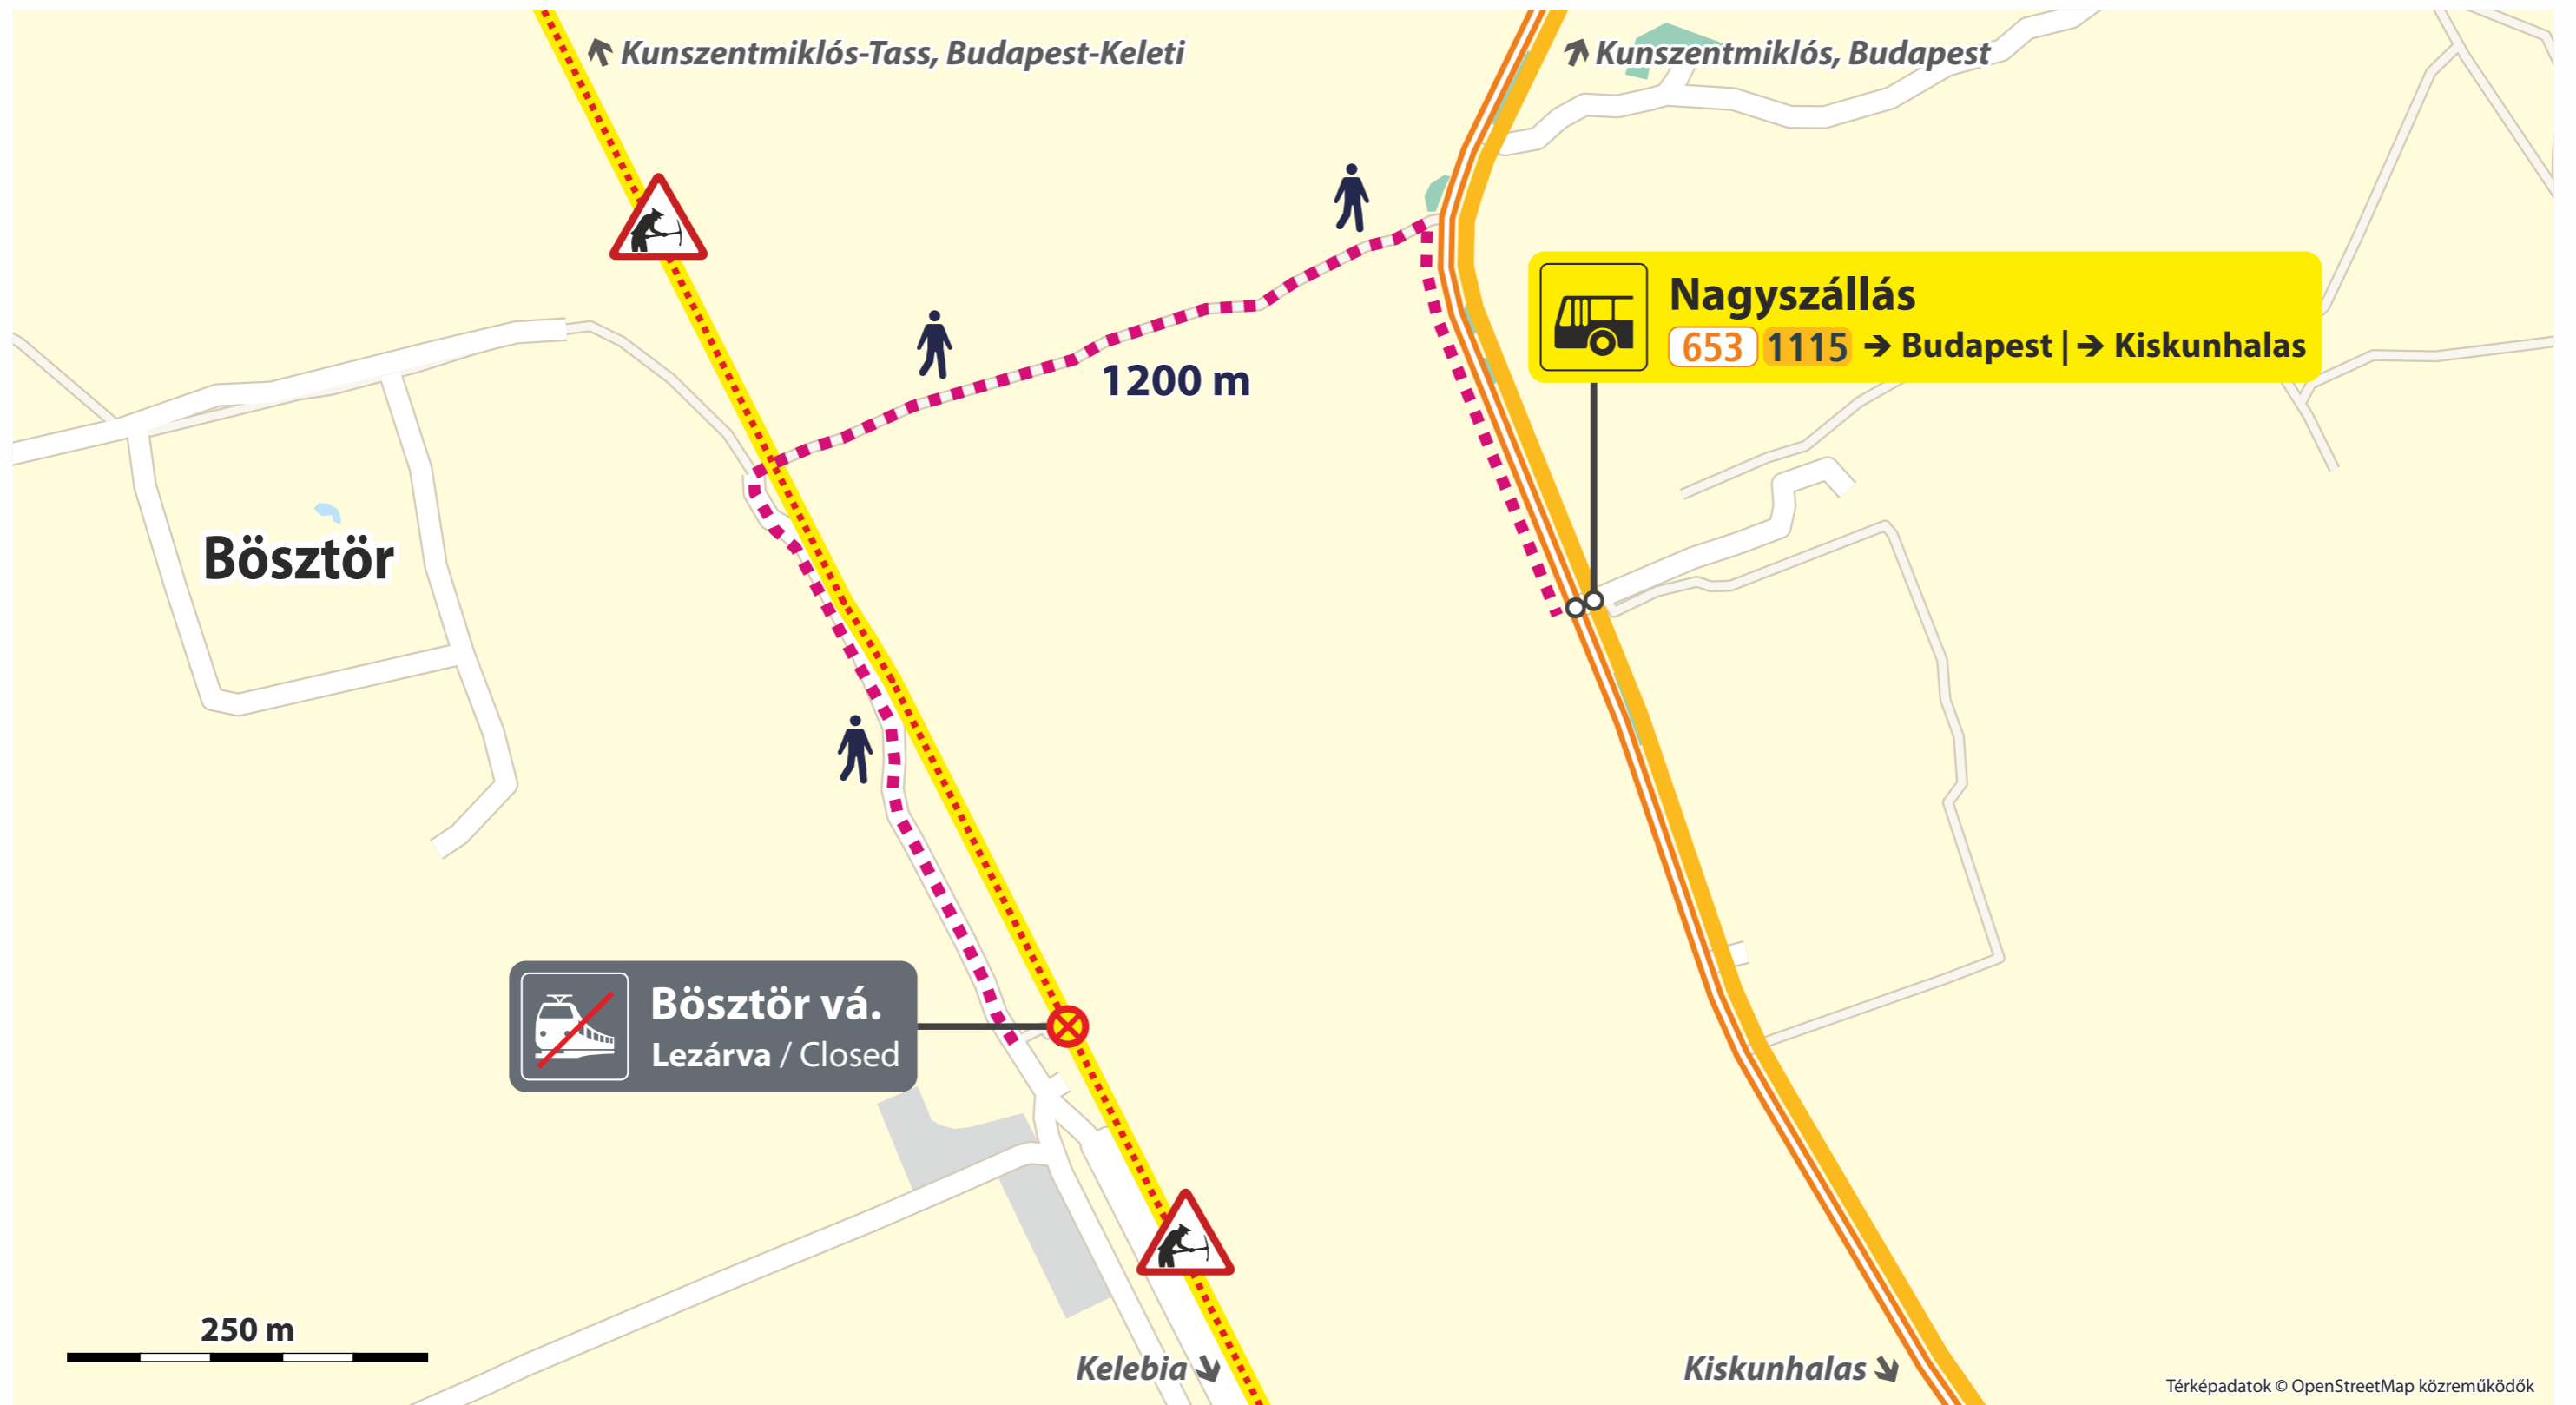 Kunszentmiklós-Tass, Budapest-Keleti
Kunszentmiklós, Budapest
Nagyszállás
653 1115 → Budapest | → Kiskunhalas
1200 m
Bösztör
Bösztör vá.
Lezárva / Closed
250 m
Kelebia
Kiskunhalas
Térképadatok © OpenStreetMap közreműködők